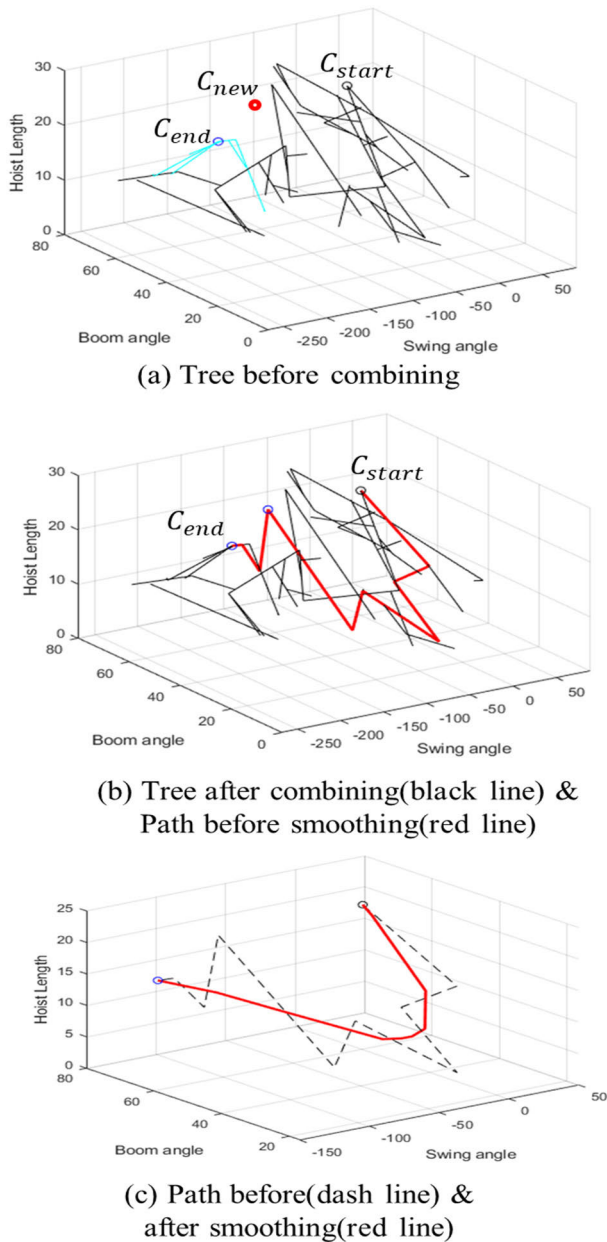 C_start
C_new
C_end
30
20
10
0
Hoist Length
80
60
40
20
0
Boom angle
-250
-200
-150
-100
-50
0
50
Swing angle
(a) Tree before combining
C_start
C_end
30
20
10
0
Hoist Length
80
60
40
20
0
Boom angle
-250
-200
-150
-100
-50
0
50
Swing angle
(b) Tree after combining(black line) &
Path before smoothing(red line)
25
20
15
10
5
0
Hoist Length
80
60
40
20
Boom angle
-150
-100
-50
0
50
Swing angle
(c) Path before(dash line) &
after smoothing(red line)